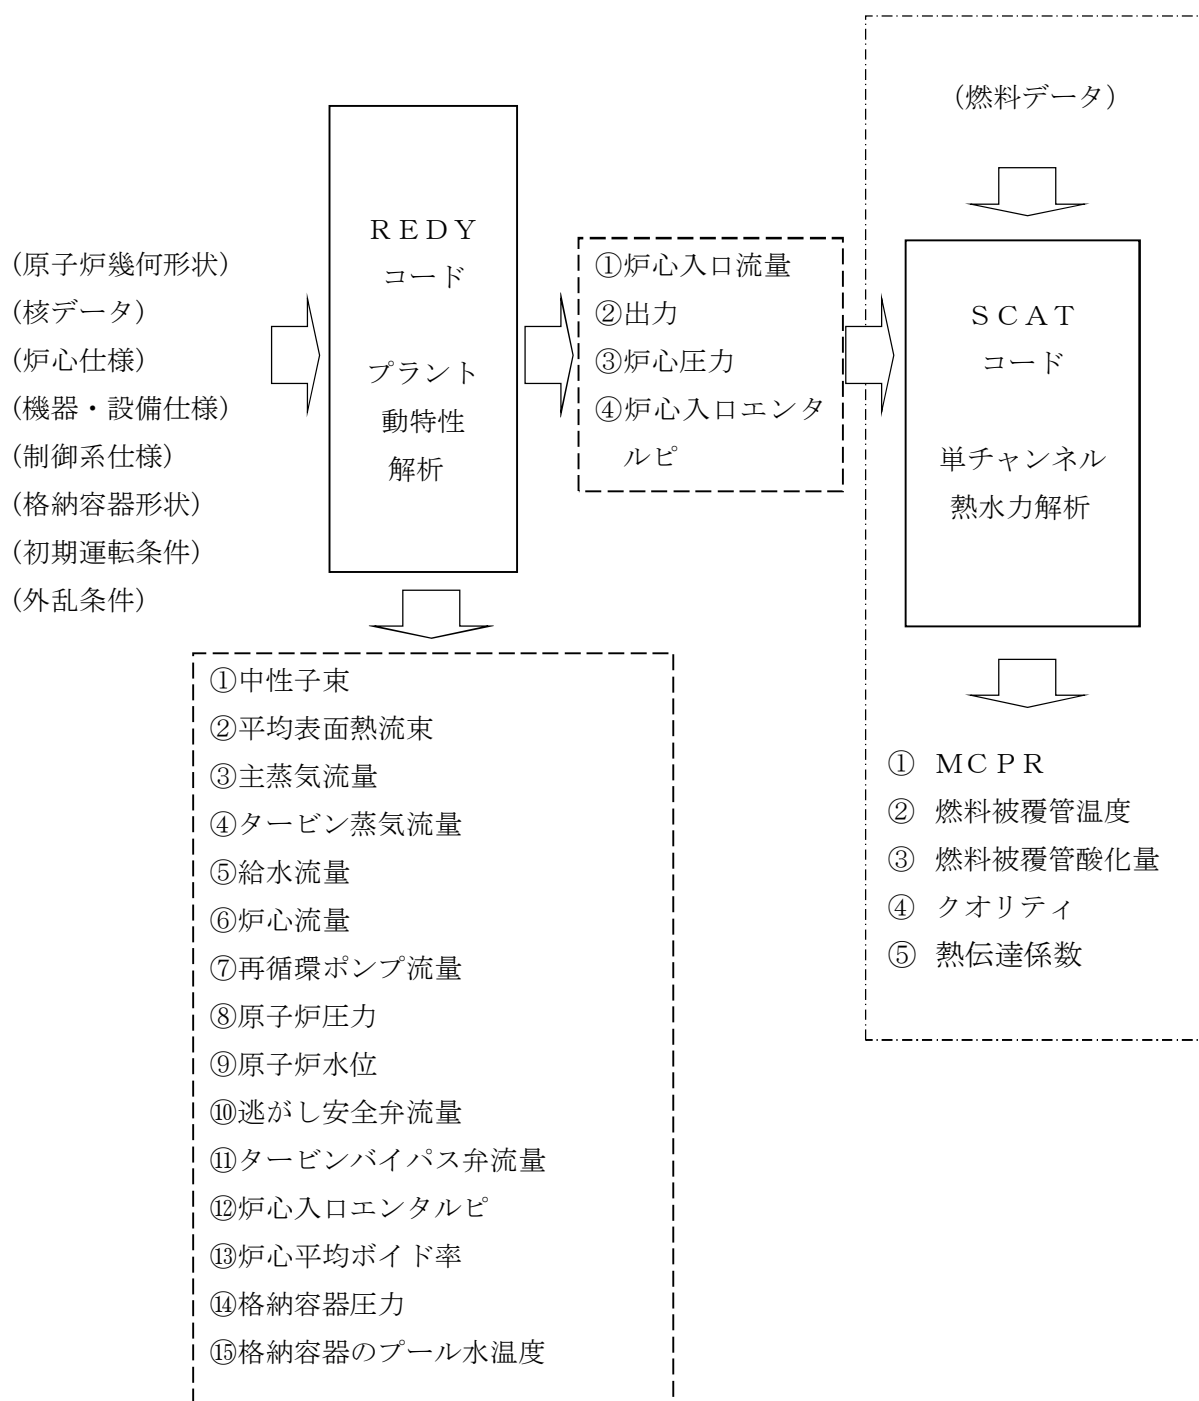 (原子炉幾何形状)
(核データ)
(炉心仕様)
(機器・設備仕様)
(制御系仕様)
(格納容器形状)
(初期運転条件)
(外乱条件)
ＲＥＤＹ
コード
プラント
動特性
解析
①炉心入口流量
②出力
③炉心圧力
④炉心入口エンタ
ルピ
(燃料データ)
ＳＣＡＴ
コード
単チャンネル
熱水力解析
① ＭＣＰＲ
② 燃料被覆管温度
③ 燃料被覆管酸化量
④ クオリティ
⑤ 熱伝達係数
①中性子束
②平均表面熱流束
③主蒸気流量
④タービン蒸気流量
⑤給水流量
⑥炉心流量
⑦再循環ポンプ流量
⑧原子炉圧力
⑨原子炉水位
⑩逃がし安全弁流量
⑪タービンバイパス弁流量
⑫炉心入口エンタルピ
⑬炉心平均ボイド率
⑭格納容器圧力
⑮格納容器のプール水温度